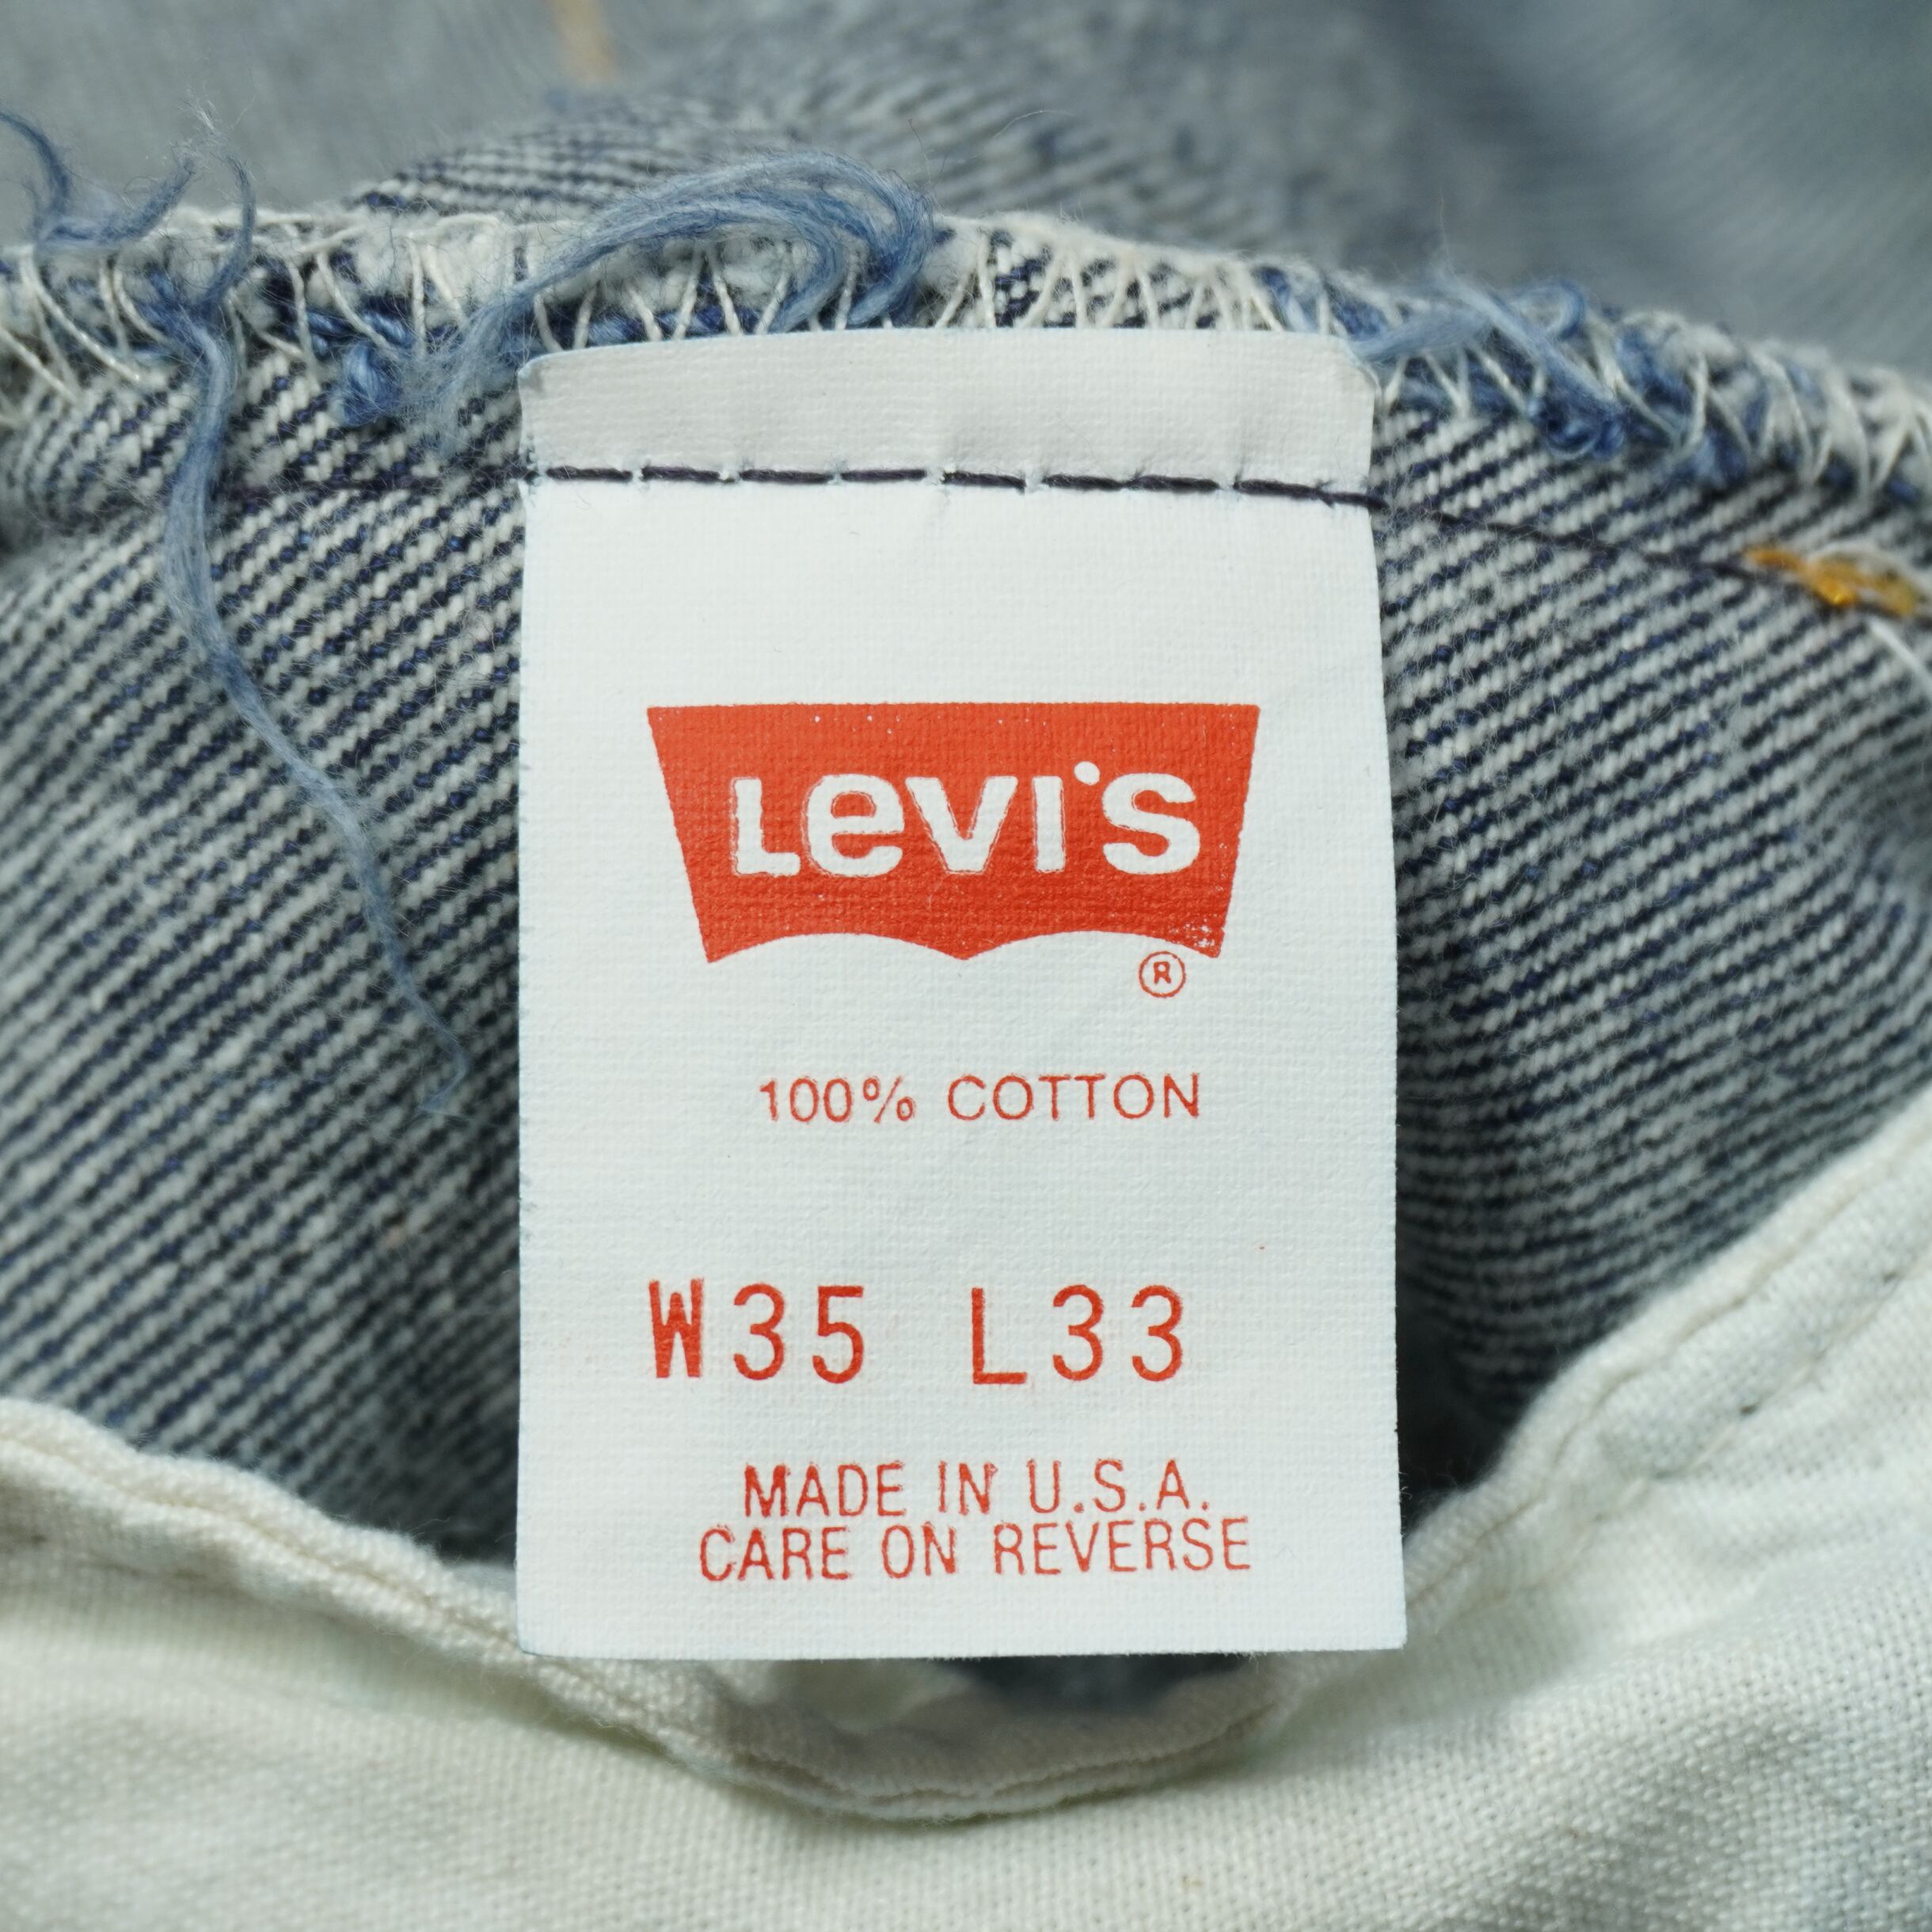 LEVI'S
®
100% COTTON
W35 L33
MADE IN U.S.A.
CARE ON REVERSE